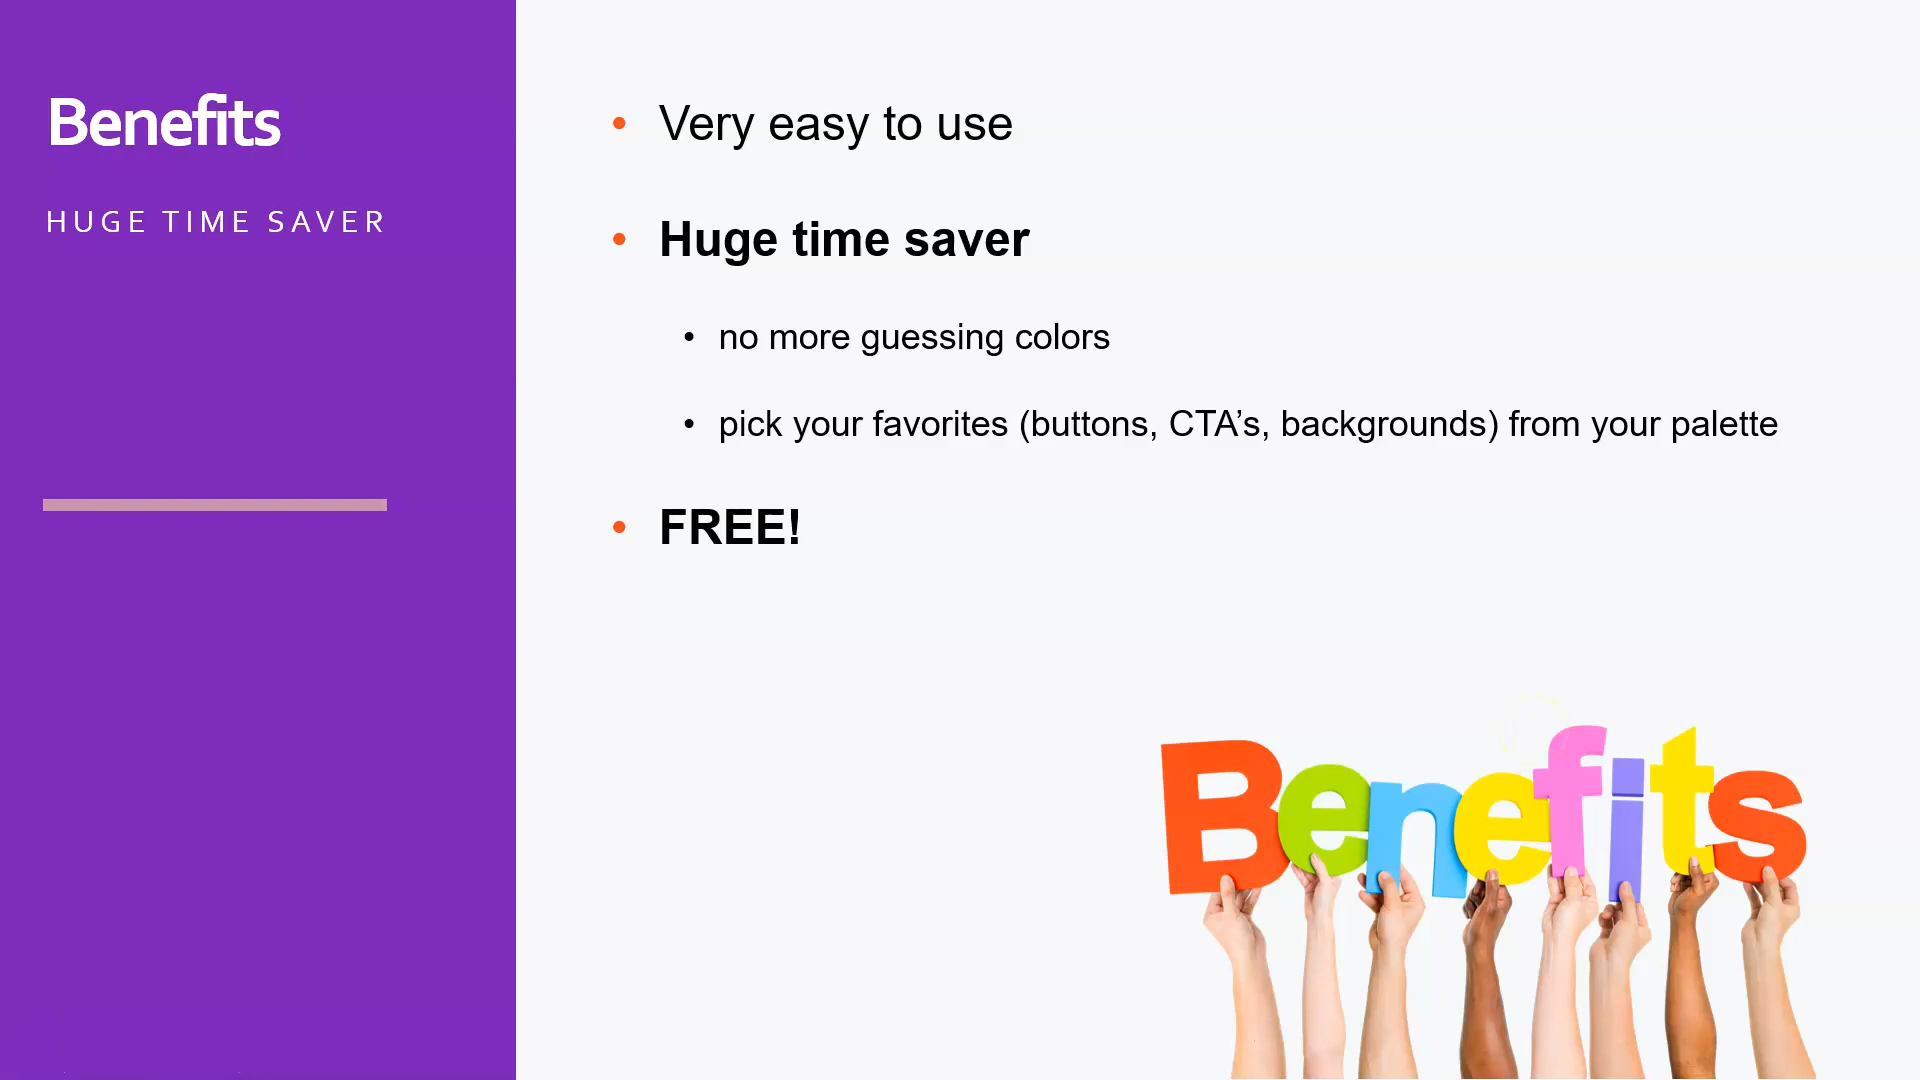 Benefits
HUGE TIME SAVER
• Very easy to use
• Huge time saver
• no more guessing colors
• pick your favorites (buttons, CTA’s, backgrounds) from your palette
• FREE!
Benefits